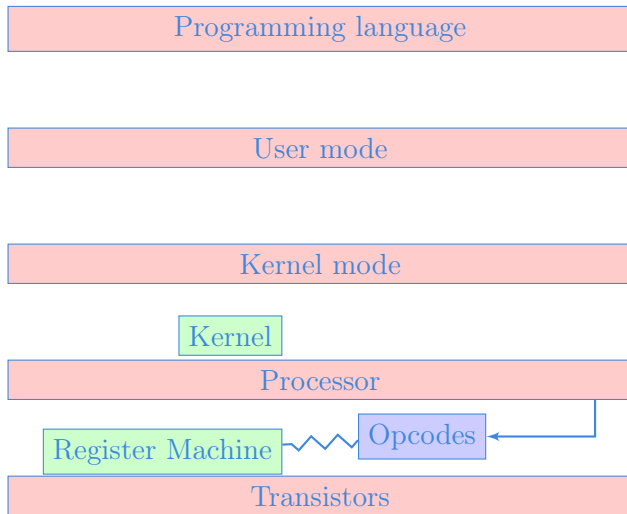 Programming language
User mode
Kernel mode
Kernel
Processor
Opcodes
Register Machine
Transistors